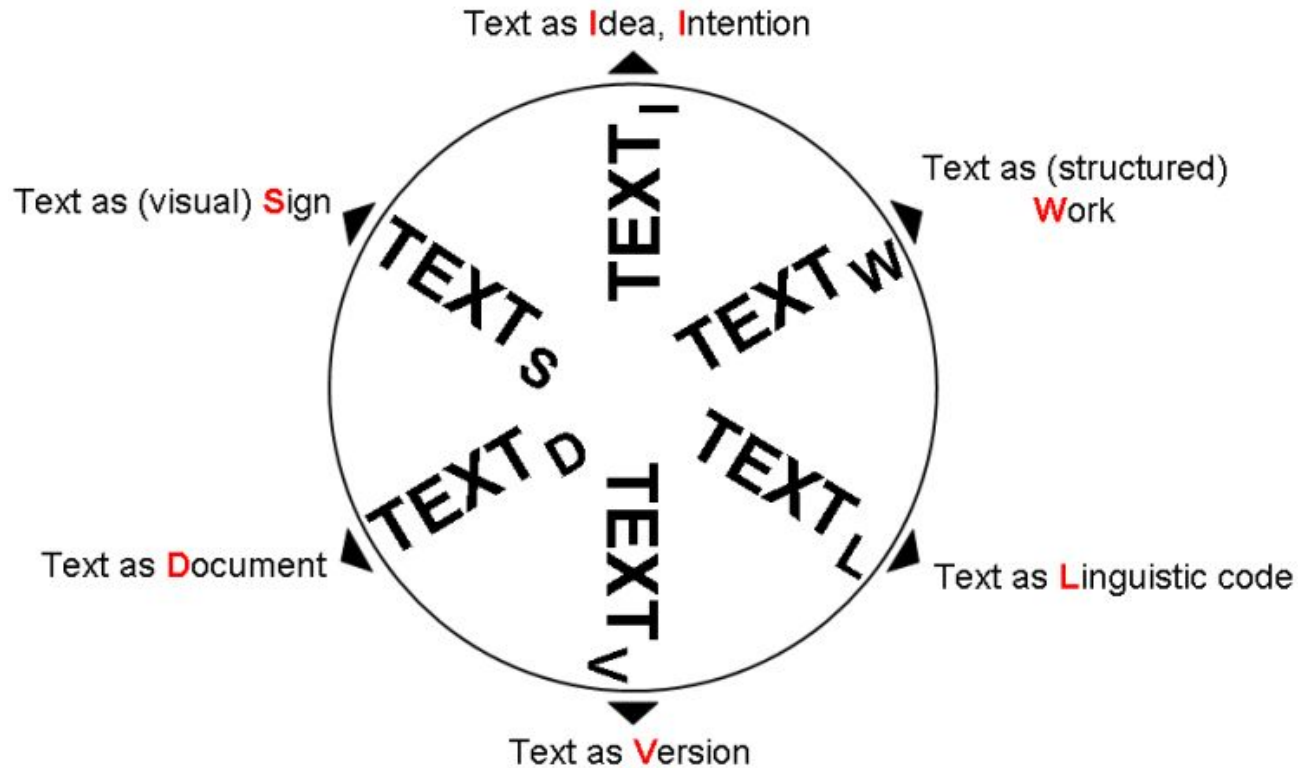 Text as Idea, Intention
TEXT I
Text as (structured)
Work
Text as (visual) Sign
TEXT W
TEXT S
TEXT D
TEXT L
Text as Document
Text as Linguistic code
TEXT V
Text as Version